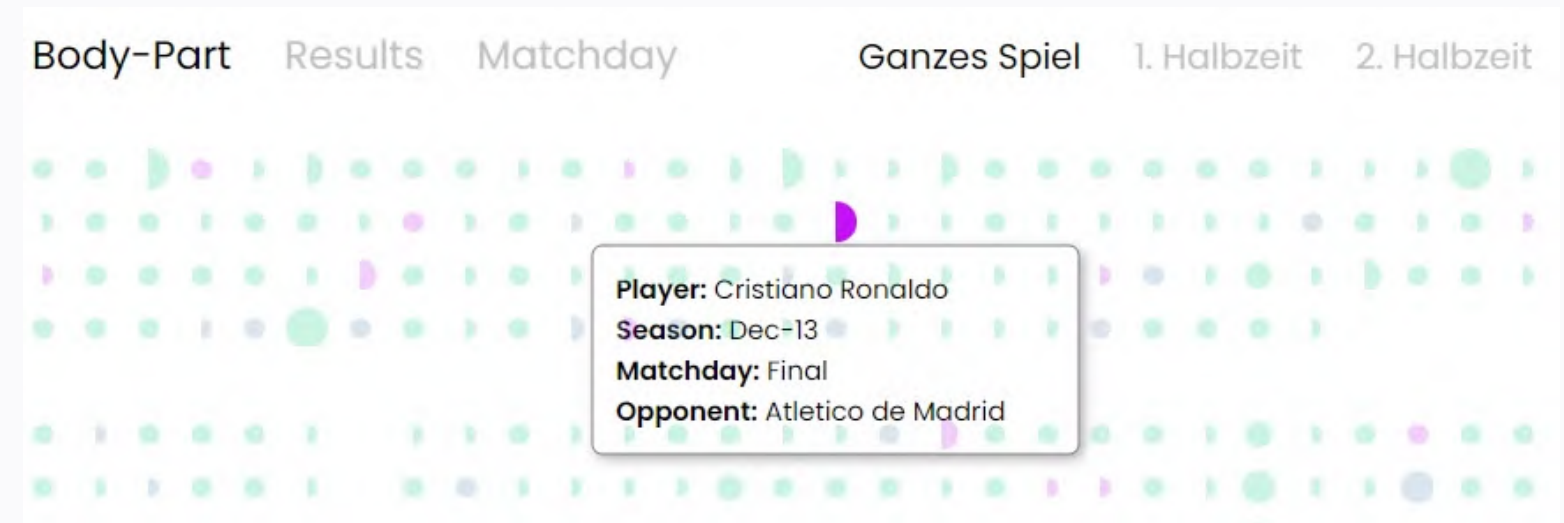 Body-Part Results Matchday Ganzes Spiel 1. Halbzeit 2. Halbzeit
Player: Cristiano Ronaldo
Season: Dec-13
Matchday: Final
Opponent: Atletico de Madrid